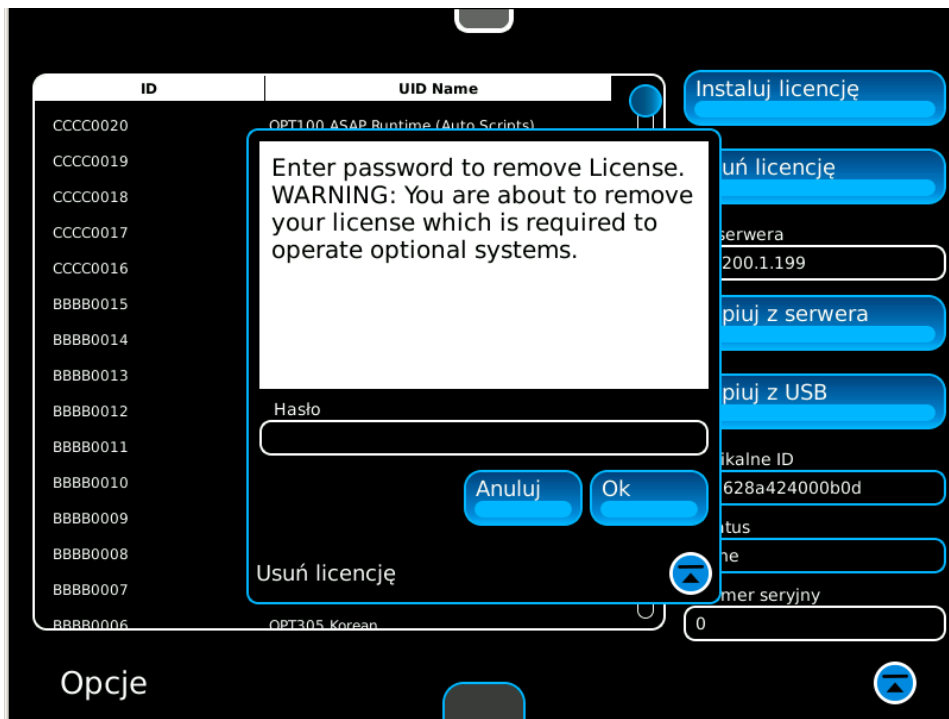 ID UID Name
CCCC0020 OPT100 ASAP Runtime (Auto Scripts)
CCCC0019
CCCC0018
CCCC0017
CCCC0016
BBBB0015
BBBB0014
BBBB0013
BBBB0012
BBBB0011
BBBB0010
BBBB0009
BBBB0008
BBBB0007
BBBB0006 OPT305 Korean
Enter password to remove License.
WARNING: You are about to remove
your license which is required to
operate optional systems.
Hasło
Anuluj Ok
Usuń licencję
Instaluj licencję
uń licencję
serwera
200.1.199
piuj z serwera
piuj z USB
ikalne ID
628a424000b0d
tus
ne
mer seryjny
0
Opcje